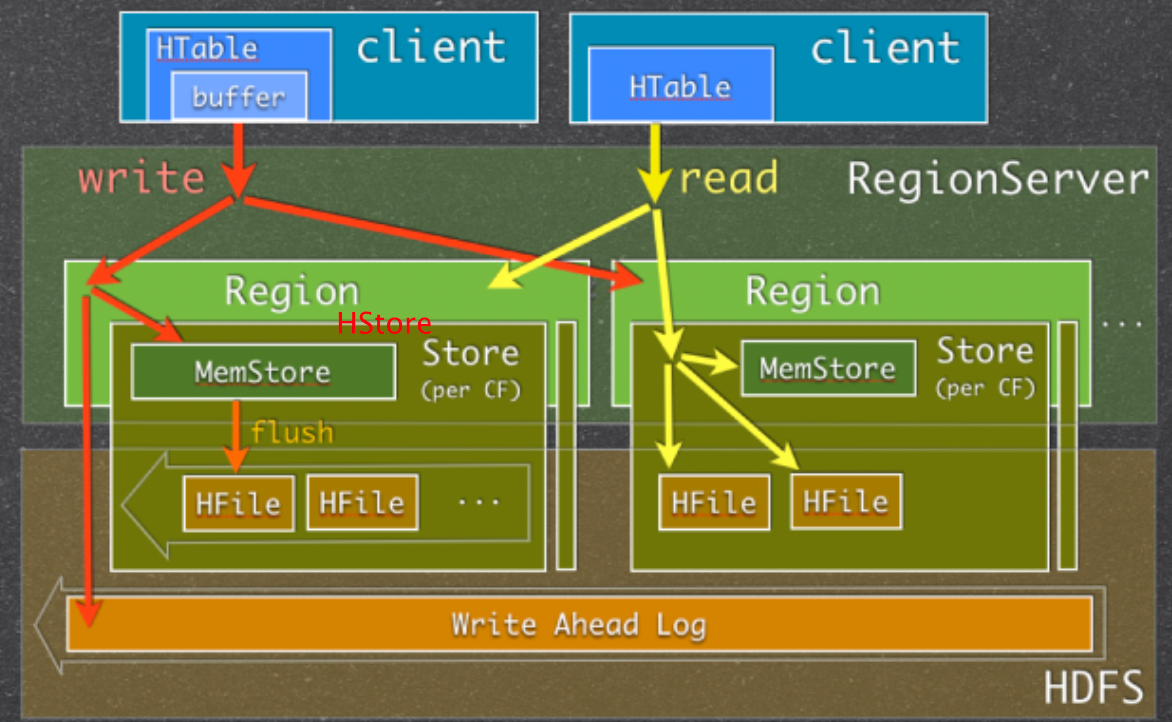 HTable
client
buffer
client
HTable
write
read
RegionServer
Region
HStore
MemStore
Store
(per CF)
flush
HFile
HFile
...
Region
MemStore
Store
(per CF)
HFile
HFile
...
Write Ahead Log
HDFS